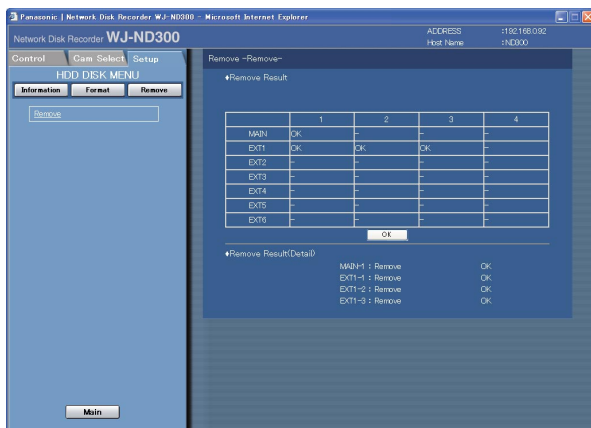 Panasonic | Network Disk Recorder WJ-ND300 - Microsoft Internet Explorer
Network Disk Recorder WJ-ND300
ADDRESS :192.168.0.92
Host Name :ND300
Control Cam Select Setup
HDD DISK MENU
Information Format Remove
Remove
Main
Remove -Remove-
♦Remove Result
1 2 3 4
MAIN OK - - -
EXT1 OK OK OK -
EXT2 - - - -
EXT3 - - - -
EXT4 - - - -
EXT5 - - - -
EXT6 - - - -
OK
♦Remove Result(Detail)
MAIN-1 : Remove OK
EXT1-1 : Remove OK
EXT1-2 : Remove OK
EXT1-3 : Remove OK